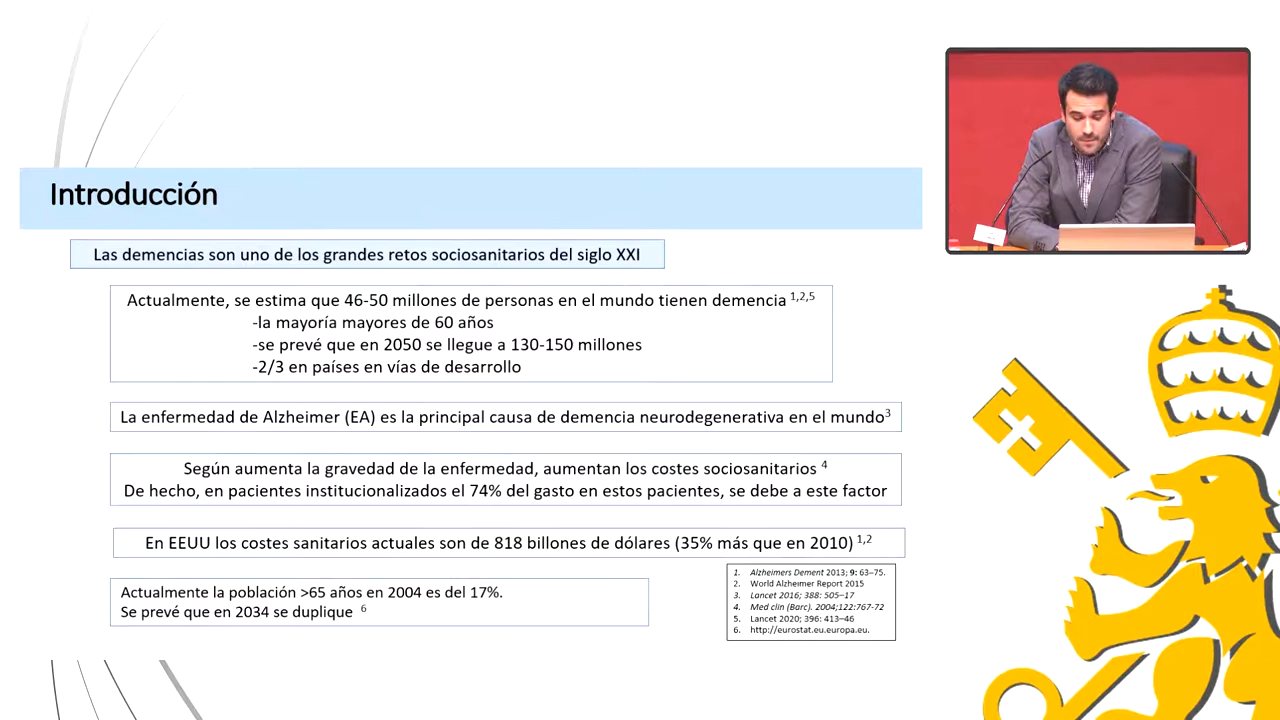 Introducción
Las demencias son uno de los grandes retos sociosanitarios del siglo XXI
Actualmente, se estima que 46-50 millones de personas en el mundo tienen demencia 1,2,5
-la mayoría mayores de 60 años
-se prevé que en 2050 se llegue a 130-150 millones
-2/3 en países en vías de desarrollo
La enfermedad de Alzheimer (EA) es la principal causa de demencia neurodegenerativa en el mundo3
Según aumenta la gravedad de la enfermedad, aumentan los costes sociosanitarios 4
De hecho, en pacientes institucionalizados el 74% del gasto en estos pacientes, se debe a este factor
En EEUU los costes sanitarios actuales son de 818 billones de dólares (35% más que en 2010) 1,2
Actualmente la población >65 años en 2004 es del 17%.
Se prevé que en 2034 se duplique 6
1. Alzheimers Dement 2013; 9: 63–75.
2. World Alzheimer Report 2015
3. Lancet 2016; 388: 505–17
4. Med clin (Barc). 2004;122:767-72
5. Lancet 2020; 396: 413–46
6. http://eurostat.eu.europa.eu.